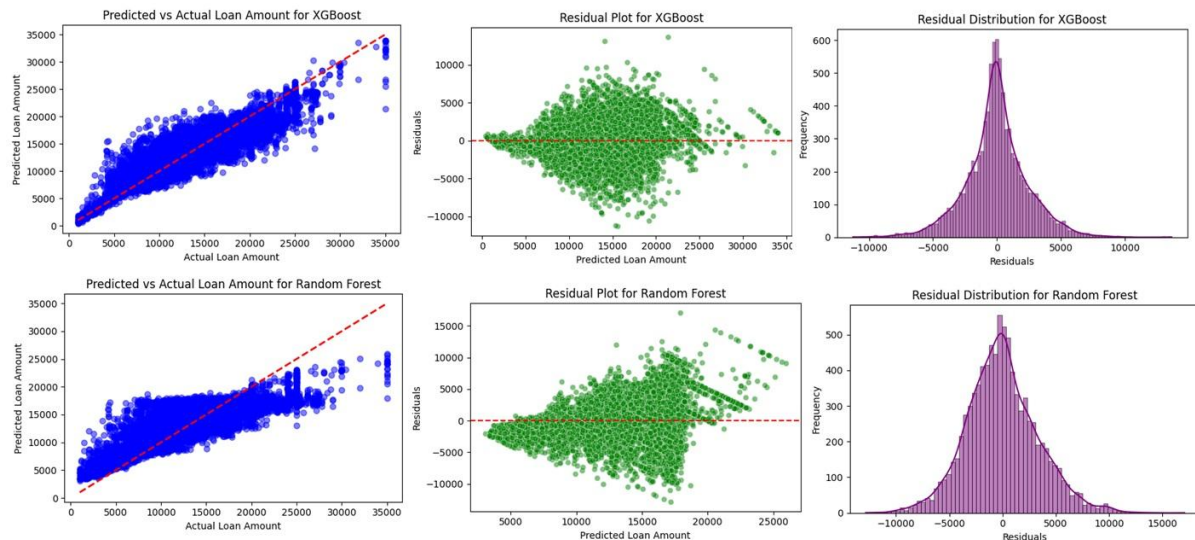 Predicted vs Actual Loan Amount for XGBoost
35000
30000
25000
20000
15000
10000
5000
0
Predicted Loan Amount
0 5000 10000 15000 20000 25000 30000 35000
Actual Loan Amount
Residual Plot for XGBoost
10000
5000
0
−5000
−10000
Residuals
0 5000 10000 15000 20000 25000 30000 35000
Predicted Loan Amount
Residual Distribution for XGBoost
600
500
400
300
200
100
0
Frequency
−10000 −5000 0 5000 10000
Residuals
Predicted vs Actual Loan Amount for Random Forest
35000
30000
25000
20000
15000
10000
5000
0
Predicted Loan Amount
0 5000 10000 15000 20000 25000 30000 35000
Actual Loan Amount
Residual Plot for Random Forest
15000
10000
5000
0
−5000
−10000
Residuals
5000 10000 15000 20000 25000
Predicted Loan Amount
Residual Distribution for Random Forest
500
400
300
200
100
0
Frequency
−10000 −5000 0 5000 10000 15000
Residuals